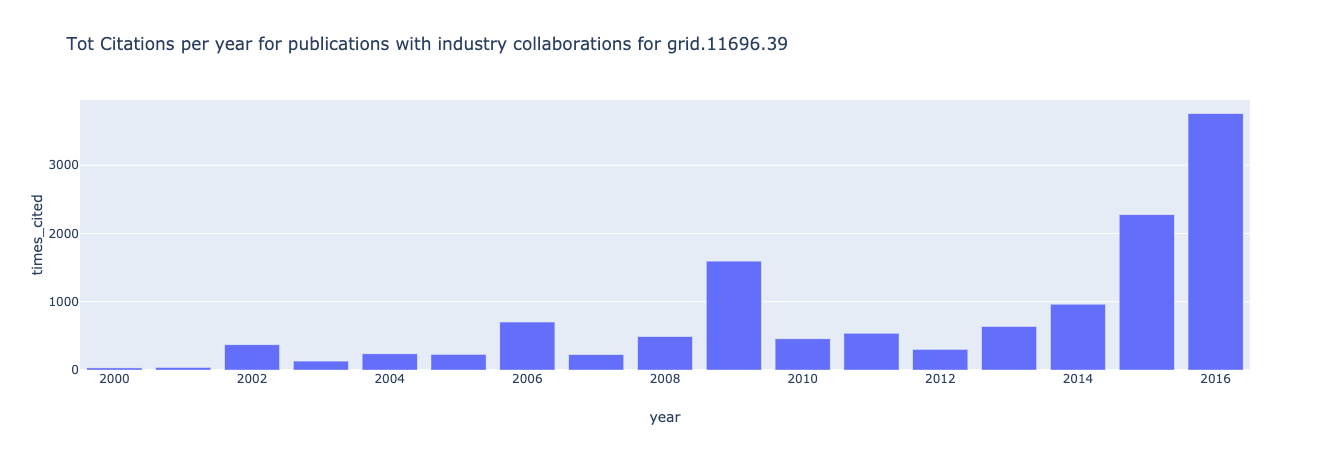 Tot Citations per year for publications with industry collaborations for grid.11696.39
times_cited
3000
2000
1000
0
2000 2002 2004 2006 2008 2010 2012 2014 2016
year